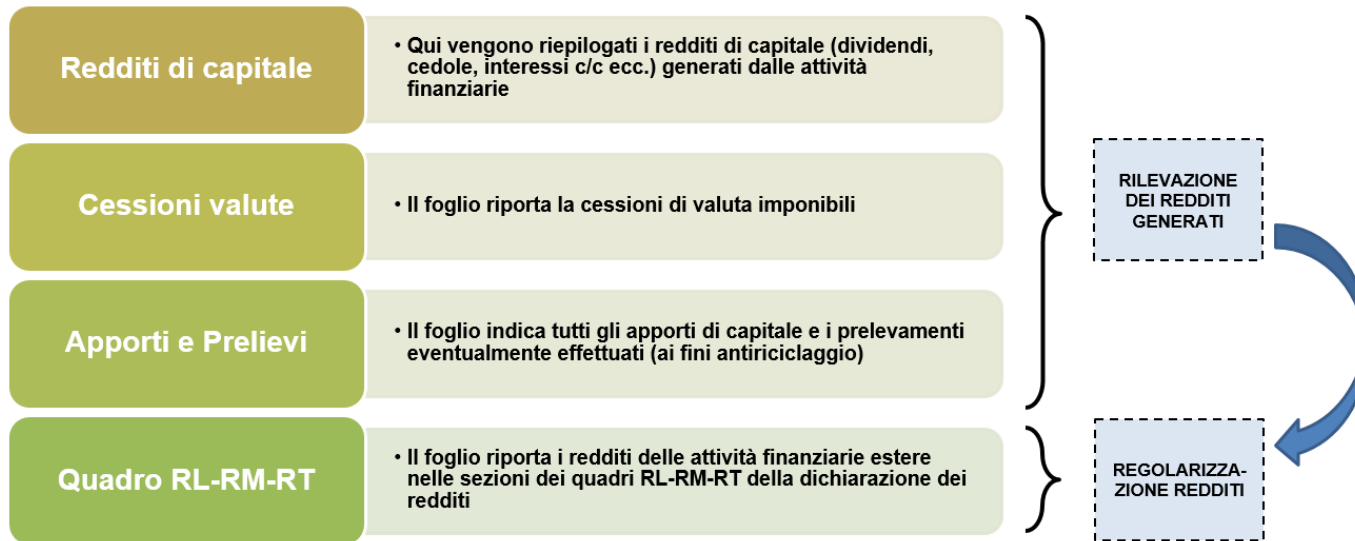 Redditi di capitale
• Qui vengono riepilogati i redditi di capitale (dividendi,
cedole, interessi c/c ecc.) generati dalle attività
finanziarie
Cessioni valute
• Il foglio riporta la cessioni di valuta imponibili
Apporti e Prelievi
• Il foglio indica tutti gli apporti di capitale e i prelevamenti
eventualmente effettuati (ai fini antiriciclaggio)
RILEVAZIONE
DEI REDDITI
GENERATI
Quadro RL-RM-RT
• Il foglio riporta i redditi delle attività finanziarie estere
nelle sezioni dei quadri RL-RM-RT della dichiarazione dei
redditi
REGOLARIZZA-
ZIONE REDDITI